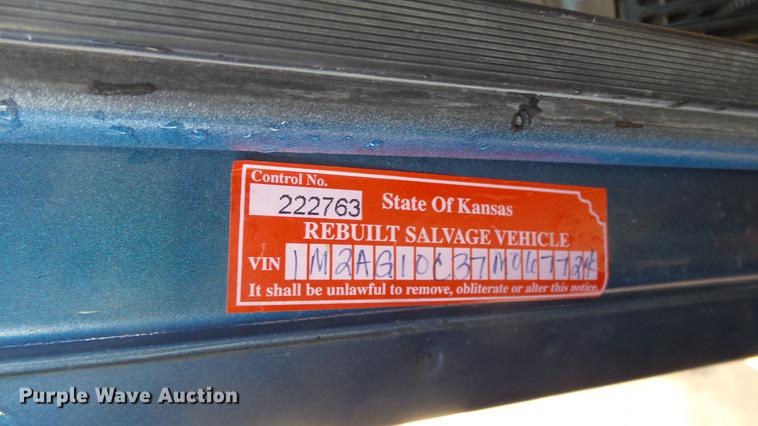 Control No.
222763 State Of Kansas
REBUILT SALVAGE VEHICLE
VIN 1M2AG10C37M067724
It shall be unlawful to remove, obliterate or alter this notice.
Purple Wave Auction